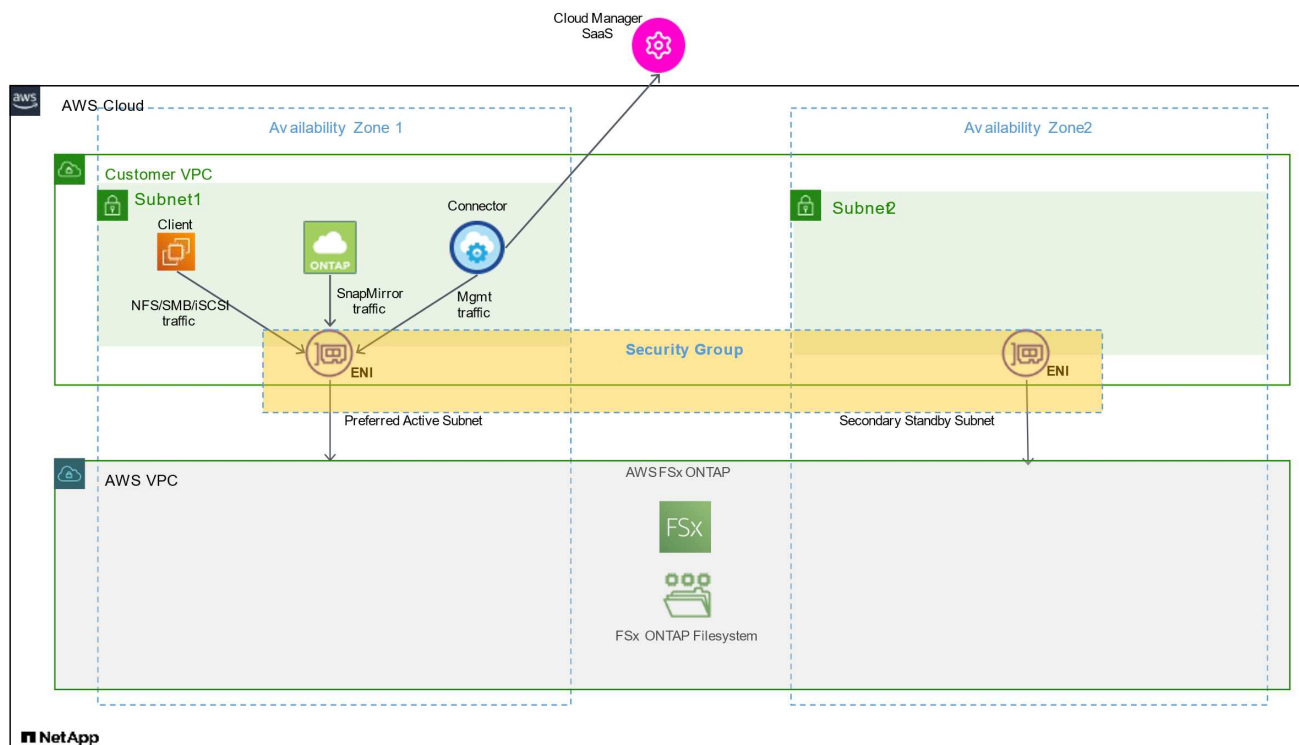 Cloud Manager
SaaS
aws
AWS Cloud
Availability Zone 1
Availability Zone2
Customer VPC
Subnet1
Subnet2
Client
Connector
ONTAP
NFS/SMB/iSCSI
traffic
SnapMirror
traffic
Mgmt
traffic
Security Group
ENI
ENI
Preferred Active Subnet
Secondary Standby Subnet
AWS VPC
AWS FSx ONTAP
FSx
FSx ONTAP Filesystem
NetApp